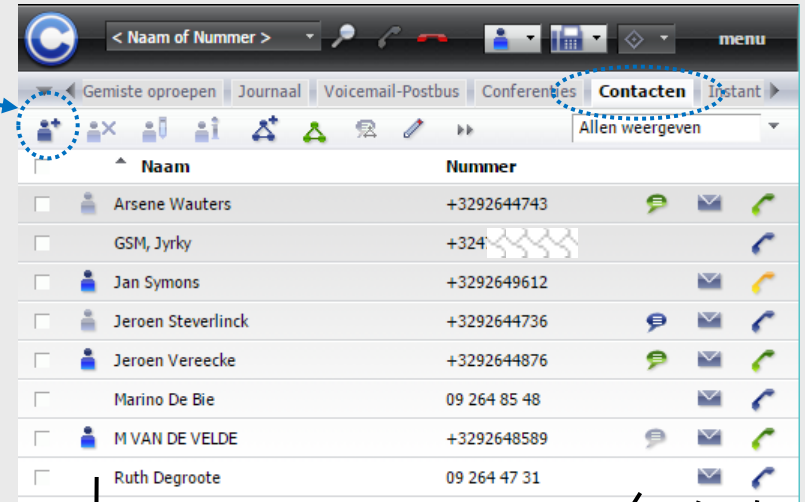 < Naam of Nummer > menu
Gemiste oproepen Journaal Voicemail-Postbus Conferenties Contacten Instant
Allen weergeven
Naam Nummer
Arsene Wauters +3292644743
GSM, Jyrky +324
Jan Symons +3292649612
Jeroen Steverlinck +3292644736
Jeroen Vereecke +3292644876
Marino De Bie 09 264 85 48
M VAN DE VELDE +3292648589
Ruth Degroote 09 264 47 31